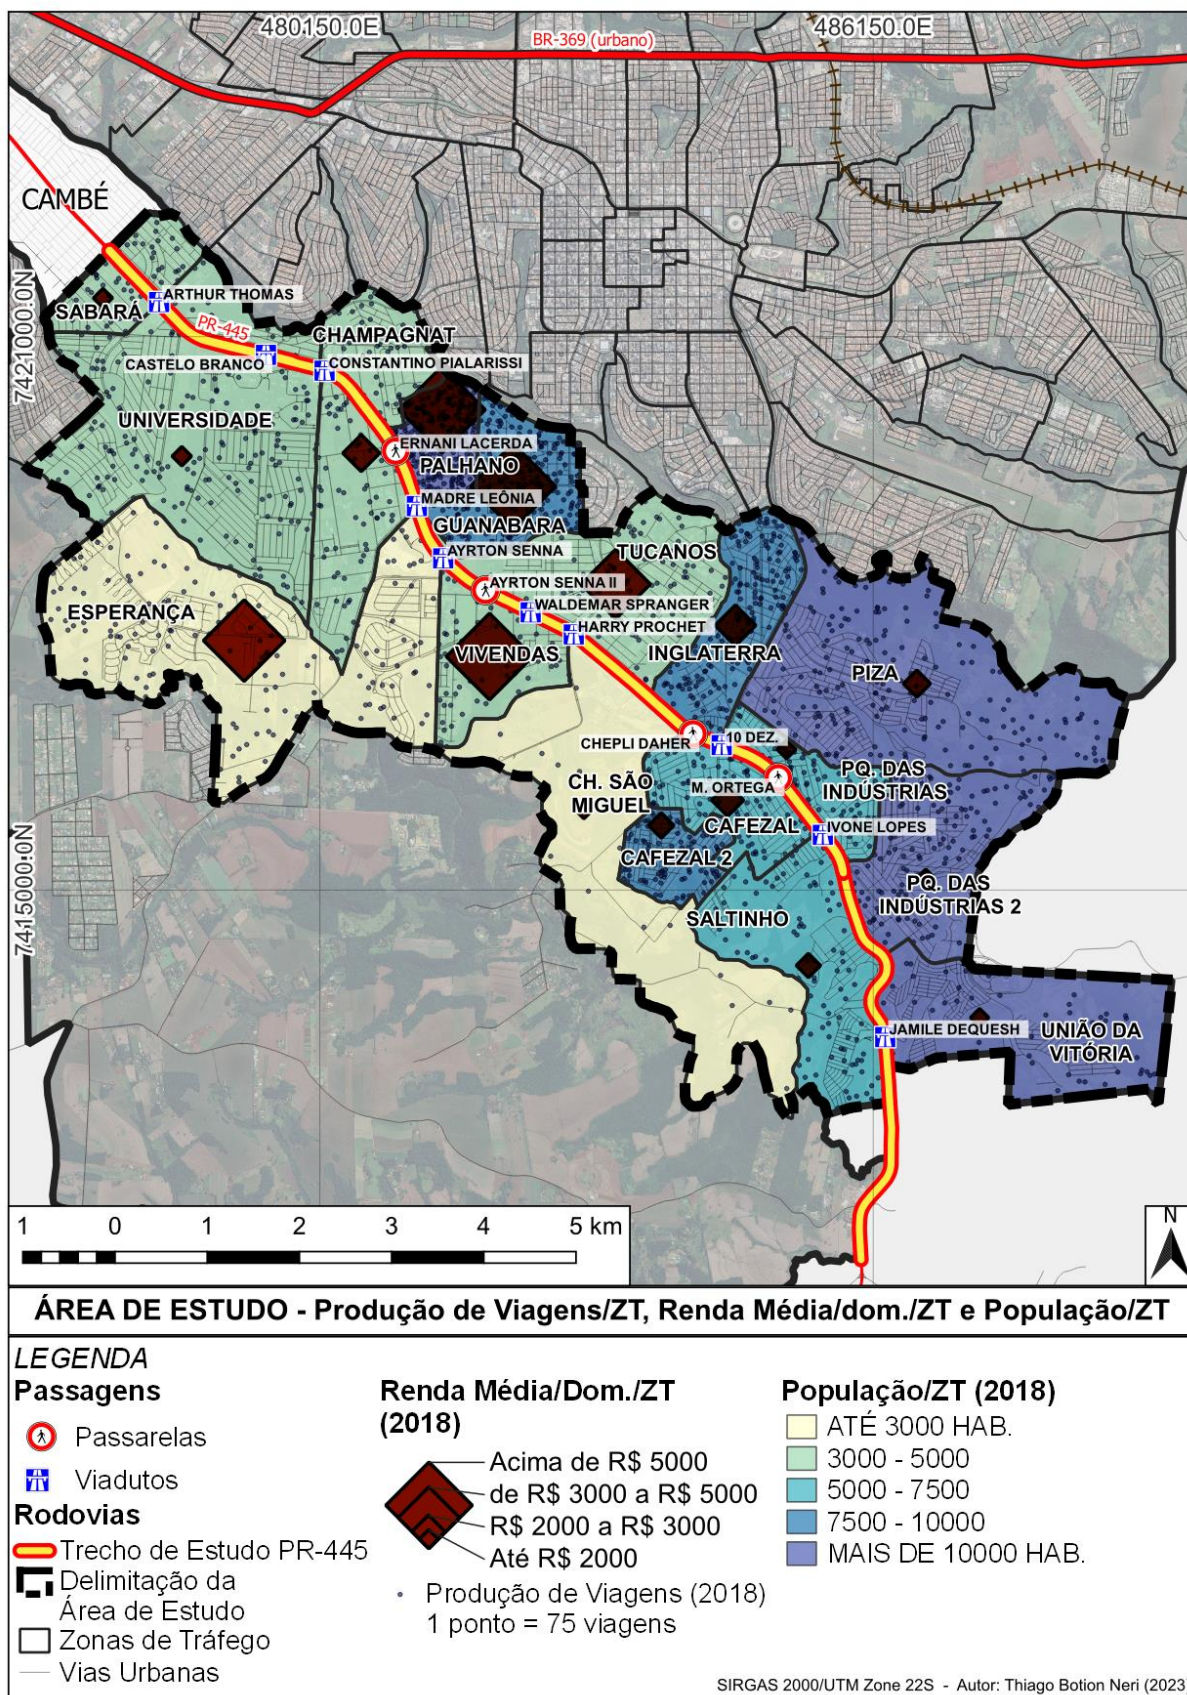 480150.0E
486150.0E
BR-369 (urbano)
CAMBÉ
7421000.0N
7415000.0N
SABARÁ
ARTHUR THOMAS
PR-445
CHAMPAGNAT
CASTELO BRANCO
CONSTANTINO PIALARISSI
UNIVERSIDADE
ERNANI LACERDA
PALHANO
MADRE LEÔNIA
GUANABARA
AYRTON SENNA
TUCANOS
AYRTON SENNA II
ESPERANÇA
WALDEMAR SPRANGER
HARRY PROCHET
VIVENDAS
INGLATERRA
PIZA
CHEPLI DAHER
10 DEZ.
CH. SÃO
MIGUEL
M. ORTEGA
PQ. DAS
INDÚSTRIAS
CAFEZAL
IVONE LOPES
CAFEZAL 2
PQ. DAS
INDÚSTRIAS 2
SALTINHO
JAMILE DEQUESH
UNIÃO DA
VITÓRIA
1 0 1 2 3 4 5 km
N
ÁREA DE ESTUDO - Produção de Viagens/ZT, Renda Média/dom./ZT e População/ZT
LEGENDA
Passagens
Passarelas
Viadutos
Rodovias
Trecho de Estudo PR-445
Delimitação da
Área de Estudo
Zonas de Tráfego
Vias Urbanas
Renda Média/Dom./ZT
(2018)
Acima de R$ 5000
de R$ 3000 a R$ 5000
R$ 2000 a R$ 3000
Até R$ 2000
Produção de Viagens (2018)
1 ponto = 75 viagens
População/ZT (2018)
ATÉ 3000 HAB.
3000 - 5000
5000 - 7500
7500 - 10000
MAIS DE 10000 HAB.
SIRGAS 2000/UTM Zone 22S - Autor: Thiago Botion Neri (2023)